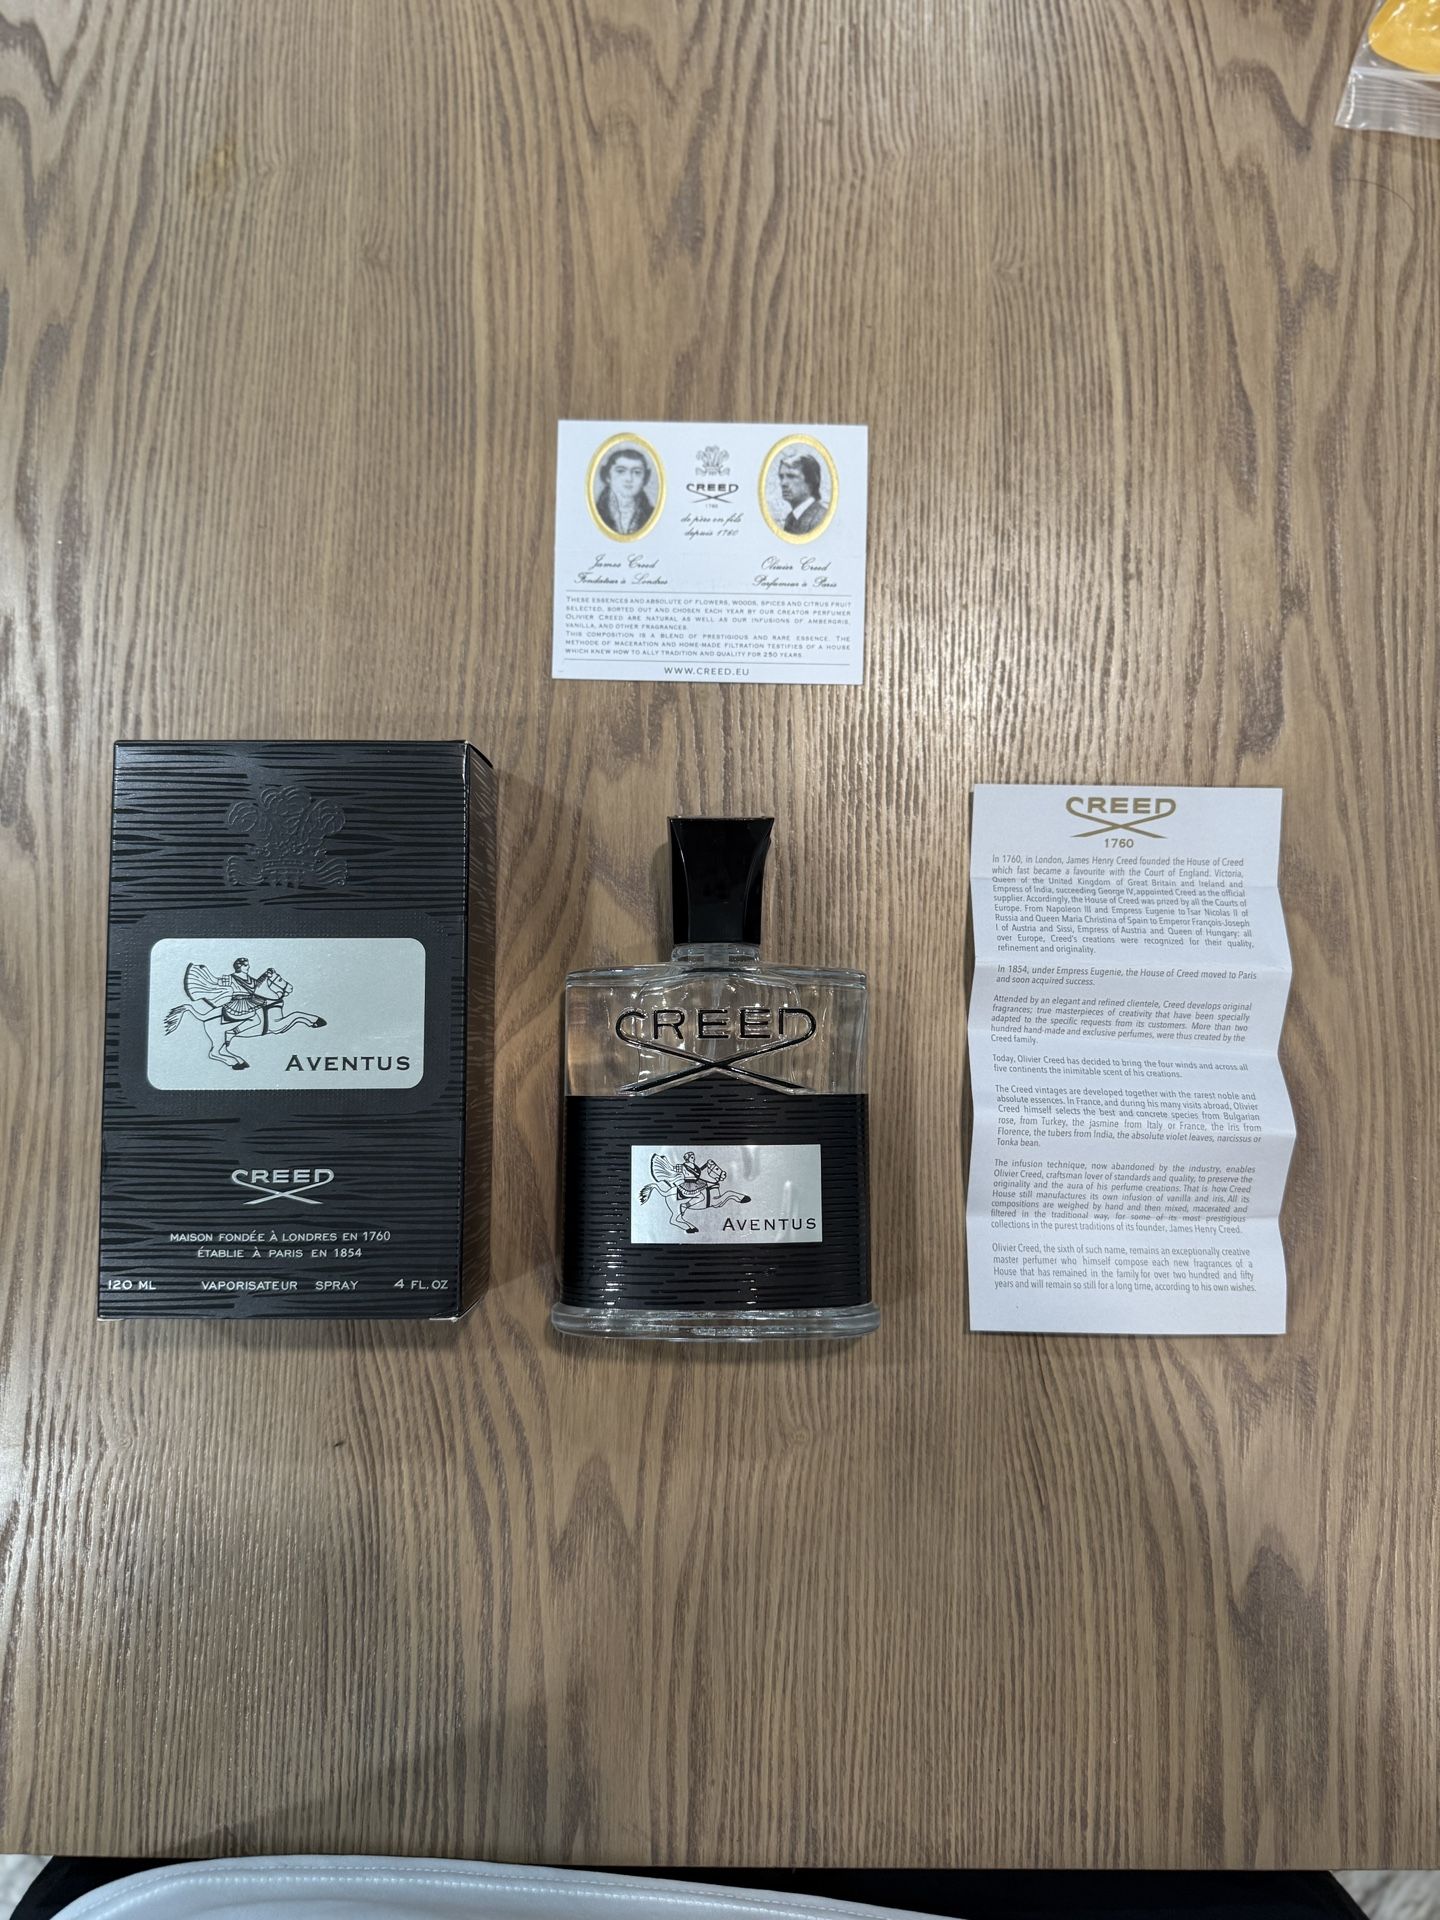 CREED
1760
de père en fils
depuis 1760
James Creed
Fondateur à Londres
Olivier Creed
Parfumeur à Paris
THESE ESSENCES AND ABSOLUTE OF FLOWERS, WOODS, SPICES AND CITRUS FRUIT
SELECTED, SORTED OUT AND CHOSEN EACH YEAR BY OUR CREATOR PERFUMER
OLIVIER CREED ARE NATURAL AS WELL AS OUR INFUSIONS OF AMBERGRIS,
VANILLA, AND OTHER FRAGRANCES.
THIS COMPOSITION IS A BLEND OF PRESTIGIOUS AND RARE ESSENCE. THE
METHODE OF MACERATION AND HOME-MADE FILTRATION TESTIFIES OF A HOUSE
WHICH KNEW HOW TO ALLY TRADITION AND QUALITY FOR 250 YEARS
WWW.CREED.EU
AVENTUS
CREED
MAISON FONDÉE À LONDRES EN 1760
ÉTABLIE À PARIS EN 1854
120 ML VAPORISATEUR SPRAY 4 FL.OZ
CREED
AVENTUS
CREED
1760
In 1760, in London, James Henry Creed founded the House of Creed
which fast became a favourite with the Court of England. Victoria,
Queen of the United Kingdom of Great Britain and Ireland and
Empress of India, succeeding George IV, appointed Creed as the official
supplier. Accordingly, the House of Creed was prized by all the Courts of
Europe. From Napoleon III and Empress Eugenie to Tsar Nicolas II of
Russia and Queen Maria Christina of Spain to Emperor François-Joseph
I of Austria and Sissi, Empress of Austria and Queen of Hungary: all
over Europe, Creed's creations were recognized for their quality,
refinement and originality.
In 1854, under Empress Eugenie, the House of Creed moved to Paris
and soon acquired success.
Attended by an elegant and refined clientele, Creed develops original
fragrances; true masterpieces of creativity that have been specially
adapted to the specific requests from its customers. More than two
hundred hand-made and exclusive perfumes, were thus created by the
Creed family.
Today, Olivier Creed has decided to bring the four winds and across all
five continents the inimitable scent of his creations.
The Creed vintages are developed together with the rarest noble and
absolute essences. In France, and during his many visits abroad, Olivier
Creed himself selects the best and concrete species from Bulgarian
rose, from Turkey, the jasmine from Italy or France, the iris from
Florence, the tubers from India, the absolute violet leaves, narcissus or
Tonka bean.
The infusion technique, now abandoned by the industry, enables
Olivier Creed, craftsman lover of standards and quality, to preserve the
originality and the aura of his perfume creations. That is how Creed
House still manufactures its own infusion of vanilla and iris. All its
compositions are weighed by hand and then mixed, macerated and
filtered in the traditional way, for some of its most prestigious
collections in the purest traditions of its founder, James Henry Creed.
Olivier Creed, the sixth of such name, remains an exceptionally creative
master perfumer who himself compose each new fragrances of a
House that has remained in the family for over two hundred and fifty
years and will remain so still for a long time, according to his own wishes.